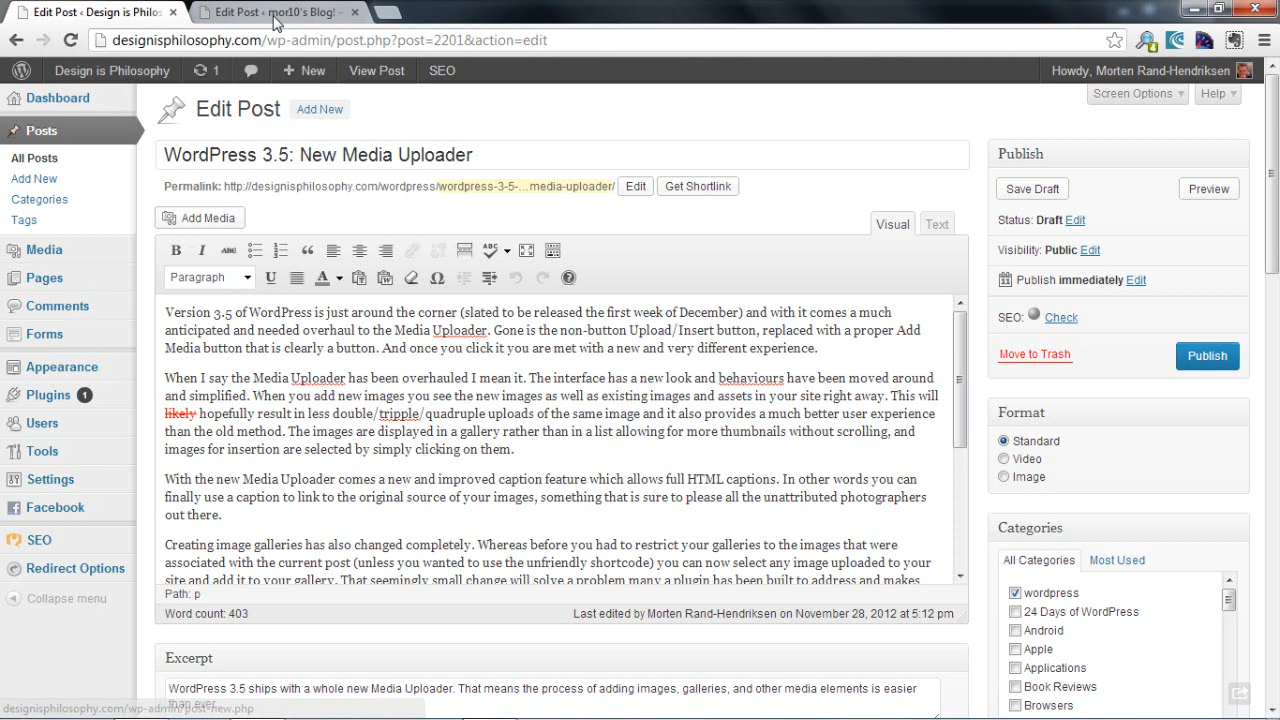 Edit Post ‹ Design is Philos
Edit Post ‹ mor10's Blog! –
designisphilosophy.com/wp-admin/post.php?post=2201&action=edit
Design is Philosophy
1
New
View Post
SEO
Howdy, Morten Rand-Hendriksen
Dashboard
Posts
All Posts
Add New
Categories
Tags
Media
Pages
Comments
Forms
Appearance
Plugins 1
Users
Tools
Settings
Facebook
SEO
Redirect Options
Collapse menu
Screen Options
Help
Edit Post
Add New
WordPress 3.5: New Media Uploader
Permalink: http://designisphilosophy.com/wordpress/wordpress-3-5-...media-uploader/
Edit
Get Shortlink
Add Media
Visual
Text
B I ABC
ABC
Paragraph
U
A
Ω
Version 3.5 of WordPress is just around the corner (slated to be released the first week of December) and with it comes a much
anticipated and needed overhaul to the Media Uploader. Gone is the non-button Upload/Insert button, replaced with a proper Add
Media button that is clearly a button. And once you click it you are met with a new and very different experience.
When I say the Media Uploader has been overhauled I mean it. The interface has a new look and behaviours have been moved around
and simplified. When you add new images you see the new images as well as existing images and assets in your site right away. This will
likely hopefully result in less double/tripple/quadruple uploads of the same image and it also provides a much better user experience
than the old method. The images are displayed in a gallery rather than in a list allowing for more thumbnails without scrolling, and
images for insertion are selected by simply clicking on them.
With the new Media Uploader comes a new and improved caption feature which allows full HTML captions. In other words you can
finally use a caption to link to the original source of your images, something that is sure to please all the unattributed photographers
out there.
Creating image galleries has also changed completely. Whereas before you had to restrict your galleries to the images that were
associated with the current post (unless you wanted to use the unfriendly shortcode) you can now select any image uploaded to your
site and add it to your gallery. That seemingly small change will solve a problem many a plugin has been built to address and makes
Path: p
Word count: 403
Last edited by Morten Rand-Hendriksen on November 28, 2012 at 5:12 pm
Excerpt
WordPress 3.5 ships with a whole new Media Uploader. That means the process of adding images, galleries, and other media elements is easier
than ever
Publish
Save Draft
Preview
Status: Draft Edit
Visibility: Public Edit
Publish immediately Edit
SEO: Check
Move to Trash
Publish
Format
Standard
Video
Image
Categories
All Categories
Most Used
wordpress
24 Days of WordPress
Android
Apple
Applications
Book Reviews
Browsers
designisphilosophy.com/wp-admin/post-new.php